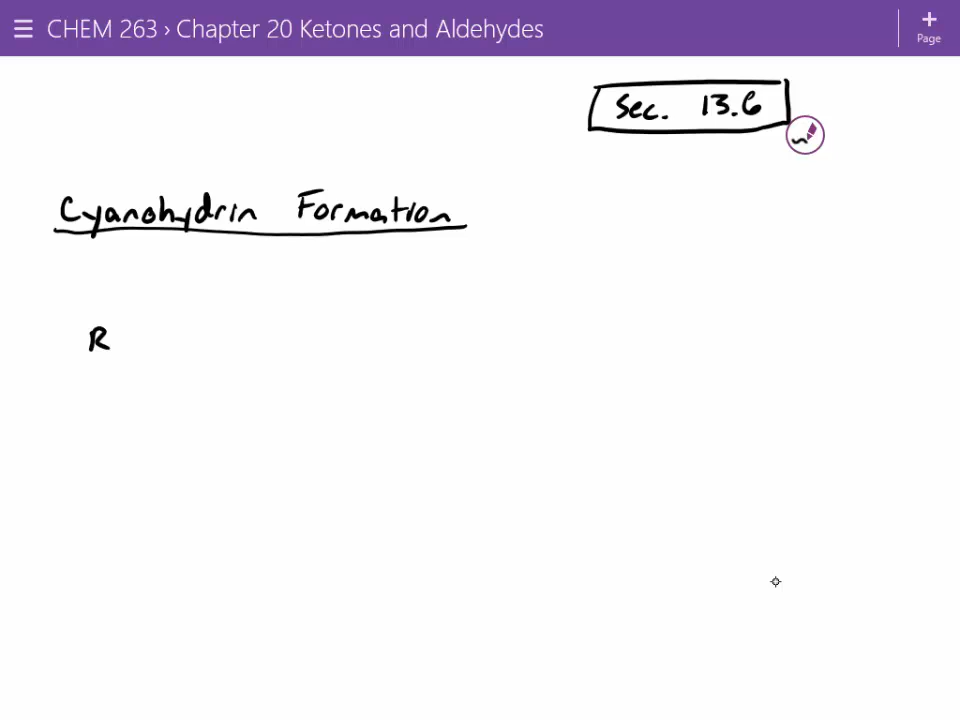 CHEM 263 › Chapter 20 Ketones and Aldehydes
+
Page
Sec. 13.6
Cyanohydrin Formation
R